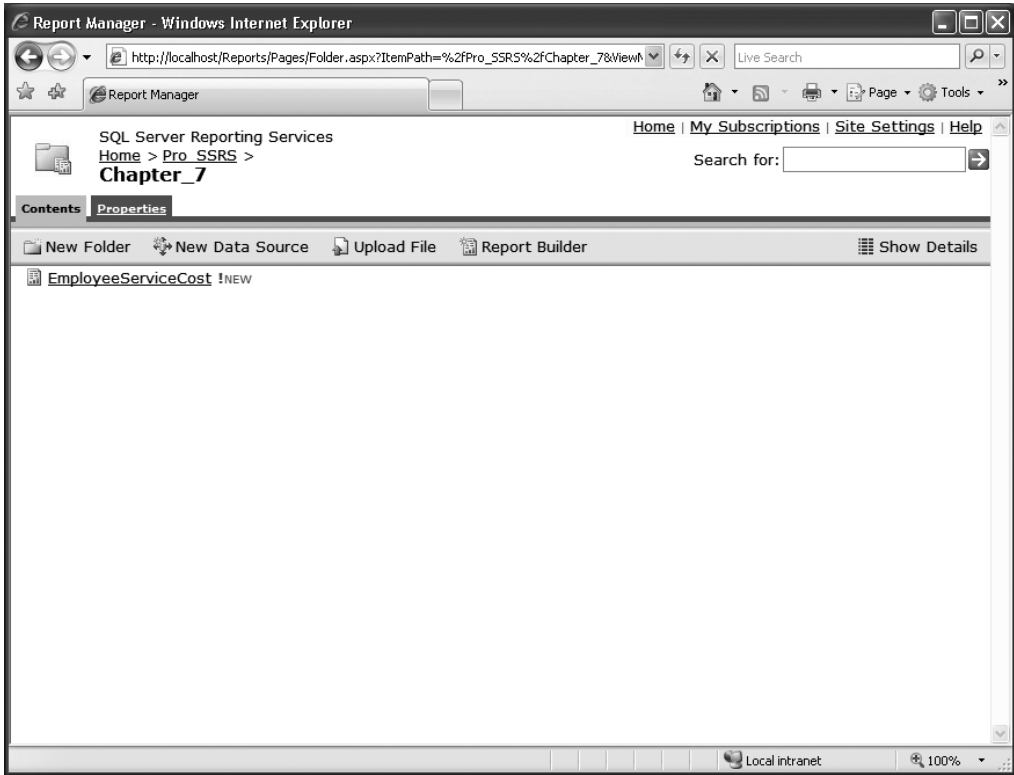 Report Manager - Windows Internet Explorer
http://localhost/Reports/Pages/Folder.aspx?ItemPath=%2fPro_SSRS%2fChapter_7&View
Live Search
Report Manager
Page
Tools
SQL Server Reporting Services
Home | My Subscriptions | Site Settings | Help
Home > Pro_SSRS >
Search for:
Chapter_7
Contents
Properties
New Folder
New Data Source
Upload File
Report Builder
Show Details
EmployeeServiceCost !NEW
Local intranet
100%